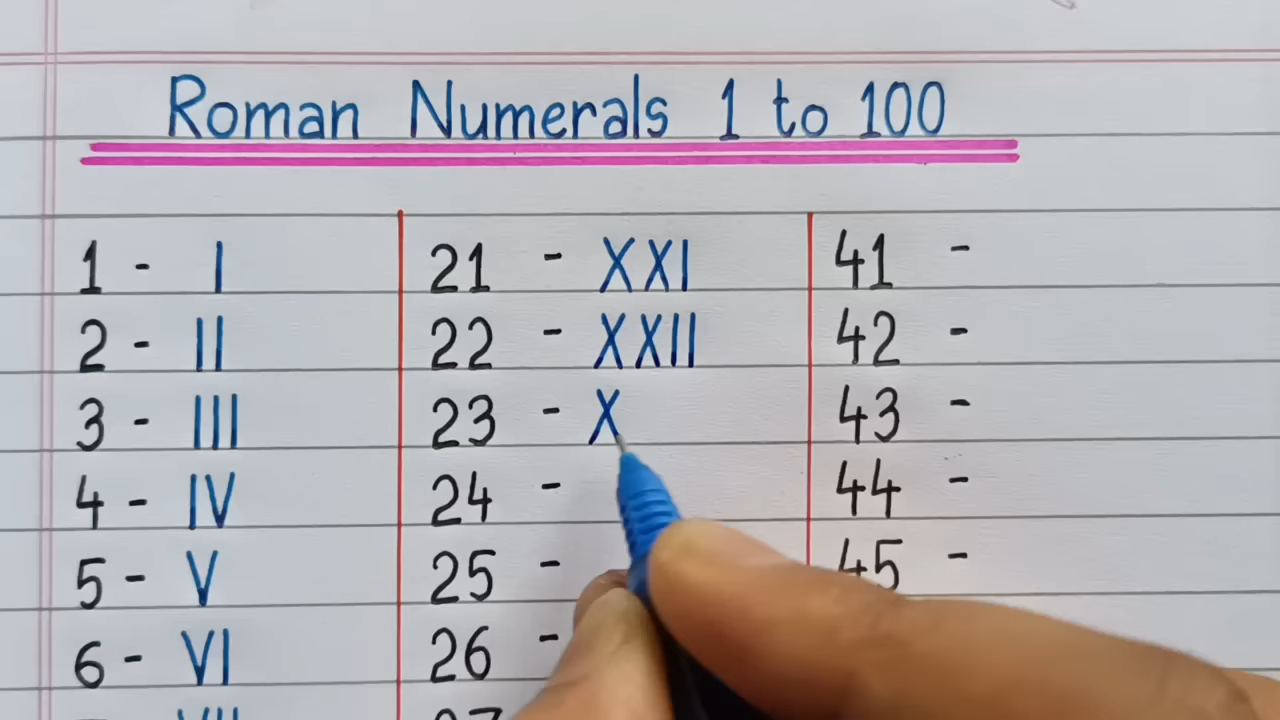 Roman Numerals 1 to 100
1 - I
2 - II
3 - III
4 - IV
5 - V
6 - VI
21 - XXI
22 - XXII
23 - X
24 -
25 -
26 -
41 -
42 -
43 -
44 -
45 -